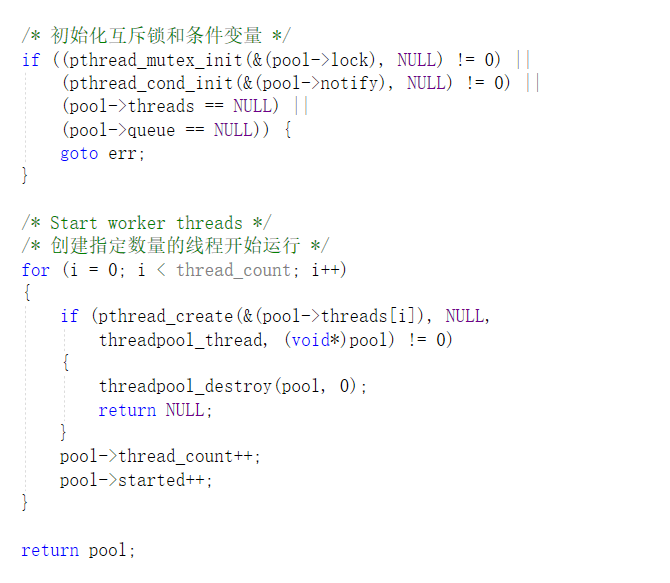 /* 初始化互斥锁和条件变量 */
if ((pthread_mutex_init(&(pool->lock), NULL) != 0) ||
    (pthread_cond_init(&(pool->notify), NULL) != 0) ||
    (pool->threads == NULL) ||
    (pool->queue == NULL)) {
    goto err;
}

/* Start worker threads */
/* 创建指定数量的线程开始运行 */
for (i = 0; i < thread_count; i++)
{
    if (pthread_create(&(pool->threads[i]), NULL,
        threadpool_thread, (void*)pool) != 0)
    {
        threadpool_destroy(pool, 0);
        return NULL;
    }
    pool->thread_count++;
    pool->started++;
}

return pool;